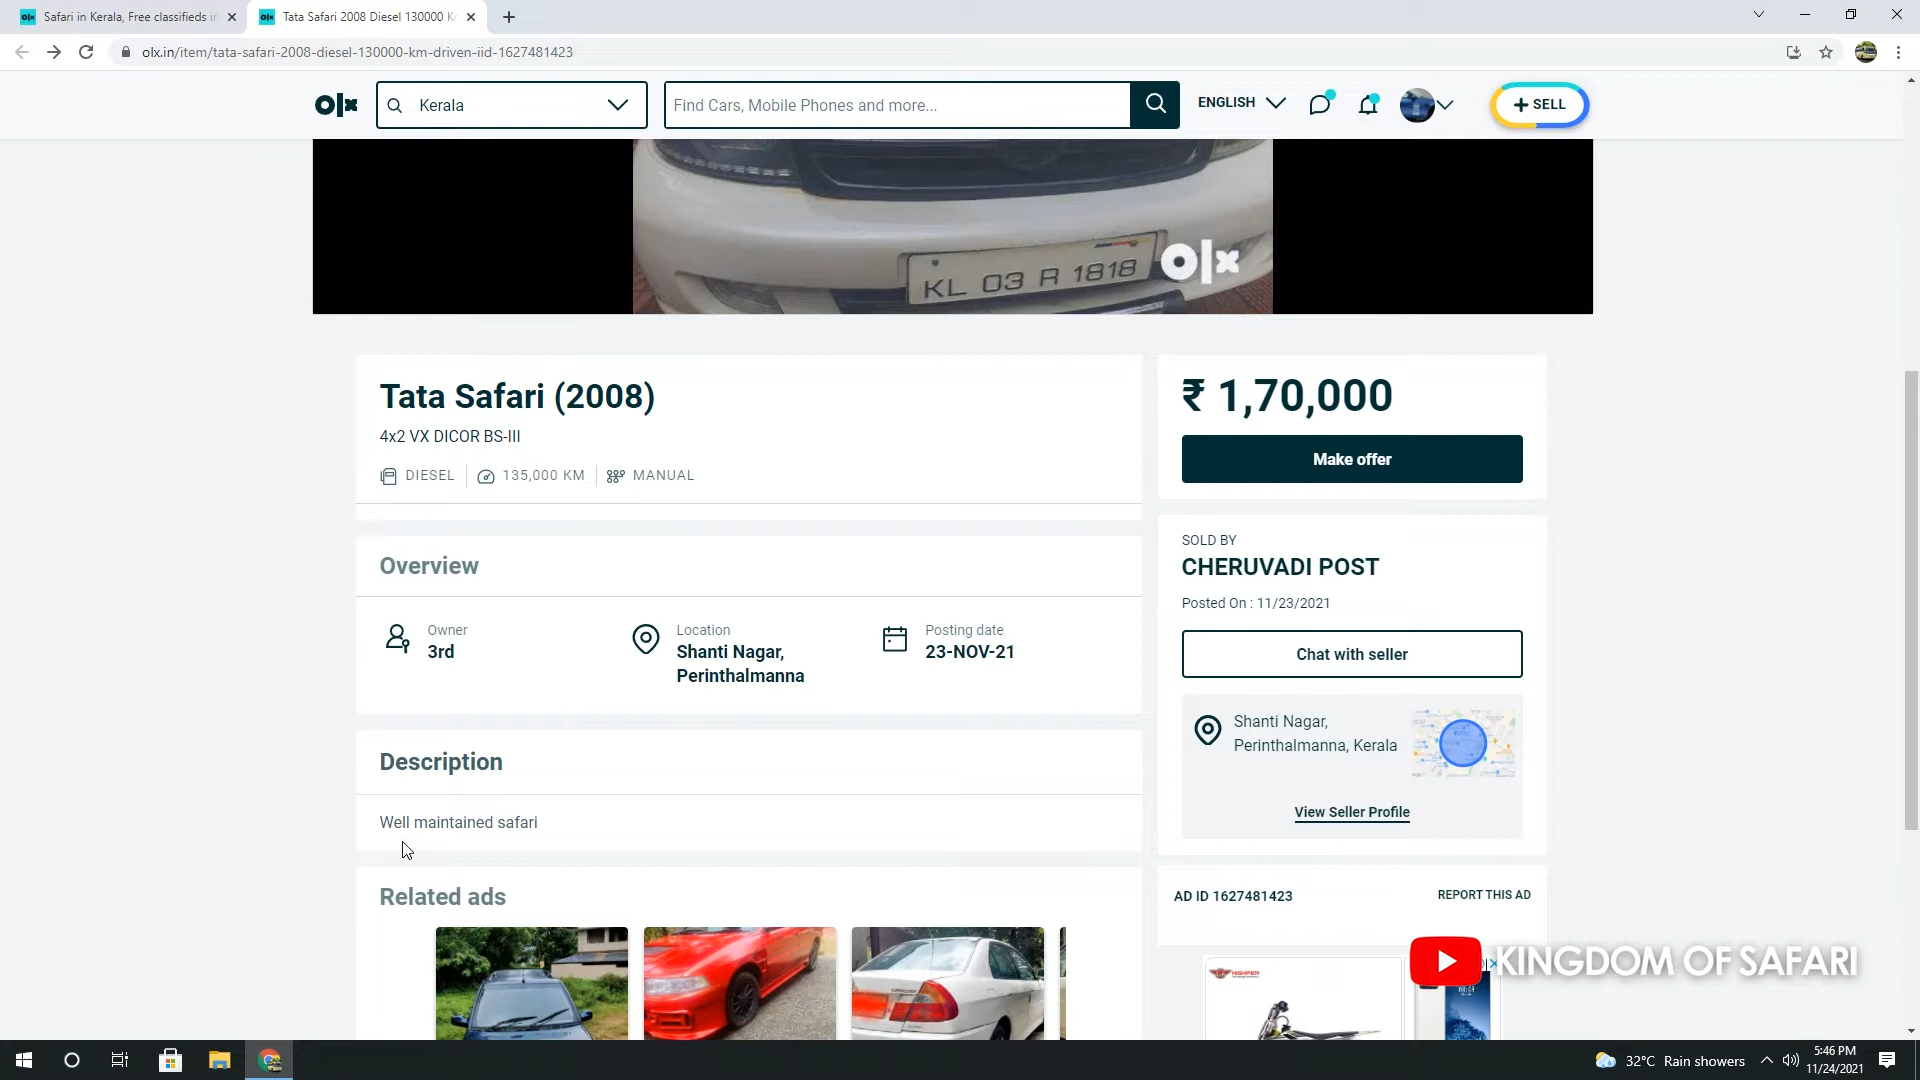 Safari in Kerala, Free classifieds in
Tata Safari 2008 Diesel 130000 K
olx.in/item/tata-safari-2008-diesel-130000-km-driven-iid-1627481423
olx
Kerala
Find Cars, Mobile Phones and more...
ENGLISH
SELL
KL 03 R 1818
olx
Tata Safari (2008)
4x2 VX DICOR BS-III
DIESEL
135,000 KM
MANUAL
₹ 1,70,000
Make offer
Overview
Owner
3rd
Location
Shanti Nagar,
Perinthalmanna
Posting date
23-NOV-21
SOLD BY
CHERUVADI POST
Posted On : 11/23/2021
Chat with seller
Shanti Nagar,
Perinthalmanna, Kerala
View Seller Profile
Description
Well maintained safari
Related ads
AD ID 1627481423
REPORT THIS AD
HIGHPER
KINGDOM OF SAFARI
32°C Rain showers
5:46 PM
11/24/2021